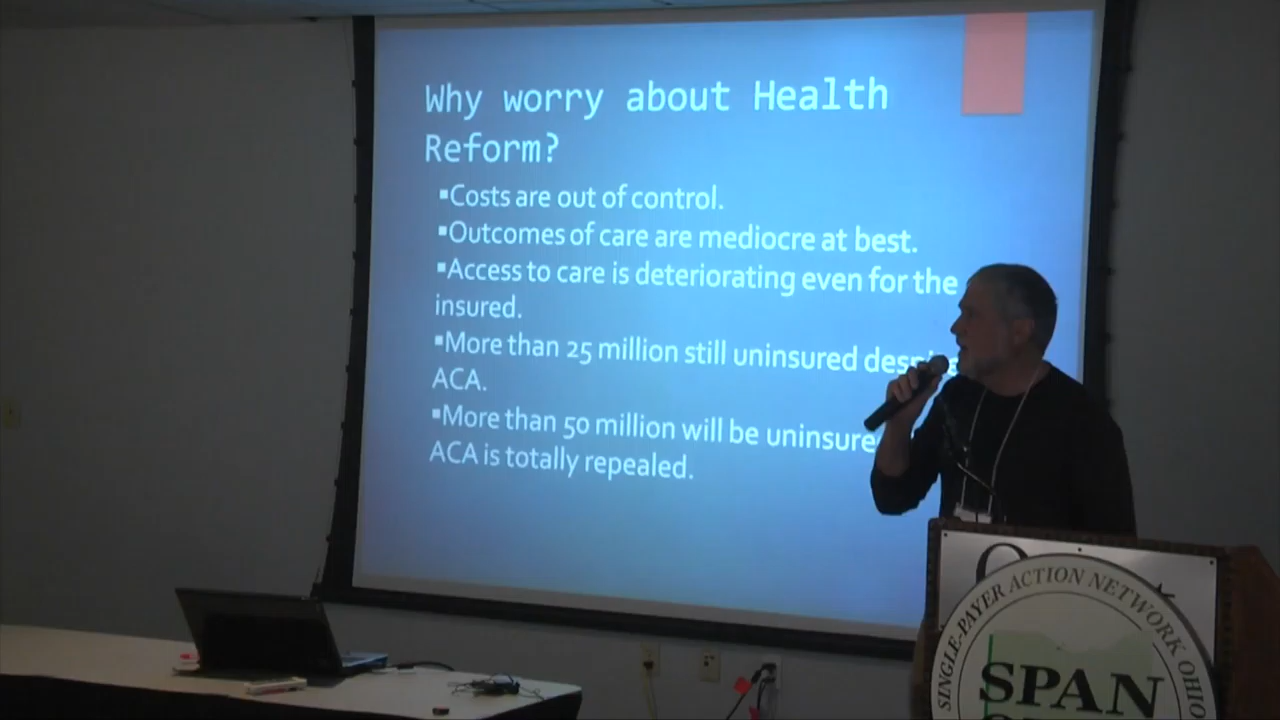 Why worry about Health
Reform?
▪Costs are out of control.
▪Outcomes of care are mediocre at best.
▪Access to care is deteriorating even for the
insured.
▪More than 25 million still uninsured
ACA.
▪More than 50 million will be
ACA is totally repealed.
SINGLE-PAYER ACTION NETWORK OHIO
SPAN